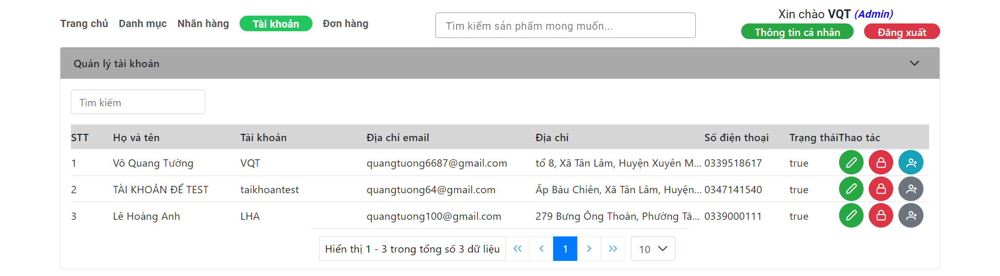 Trang chủ Danh mục Nhãn hàng Tài khoản Đơn hàng Tìm kiếm sản phẩm mong muốn... Xin chào VQT (Admin)
Thông tin cá nhân Đăng xuất
Quản lý tài khoản
Tìm kiếm
STT Họ và tên Tài khoản Địa chỉ email Địa chỉ Số điện thoại Trạng thái Thao tác
1 Võ Quang Tường VQT quangtuong6687@gmail.com tổ 8, Xã Tân Lâm, Huyện Xuyên M... 0339518617 true
2 TÀI KHOẢN ĐỂ TEST taikhoantest quangtuong64@gmail.com Ấp Bàu Chiên, Xã Tân Lâm, Huyện... 0347141540 true
3 Lê Hoàng Anh LHA quangtuong100@gmail.com 279 Bưng Ông Thoàn, Phường Tă... 0339000111 true
Hiển thị 1 - 3 trong tổng số 3 dữ liệu 1 10